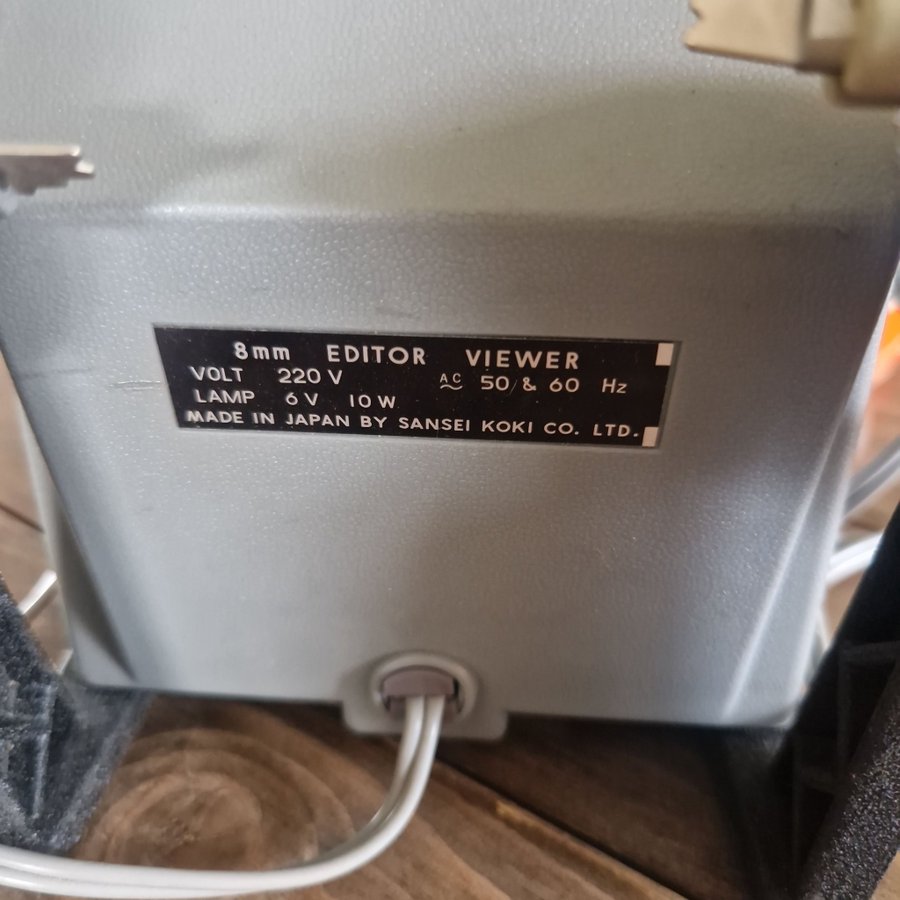 8mm EDITOR VIEWER
VOLT 220 V AC 50/& 60 Hz
LAMP 6 V 10 W
MADE IN JAPAN BY SANSEI KOKI CO. LTD.